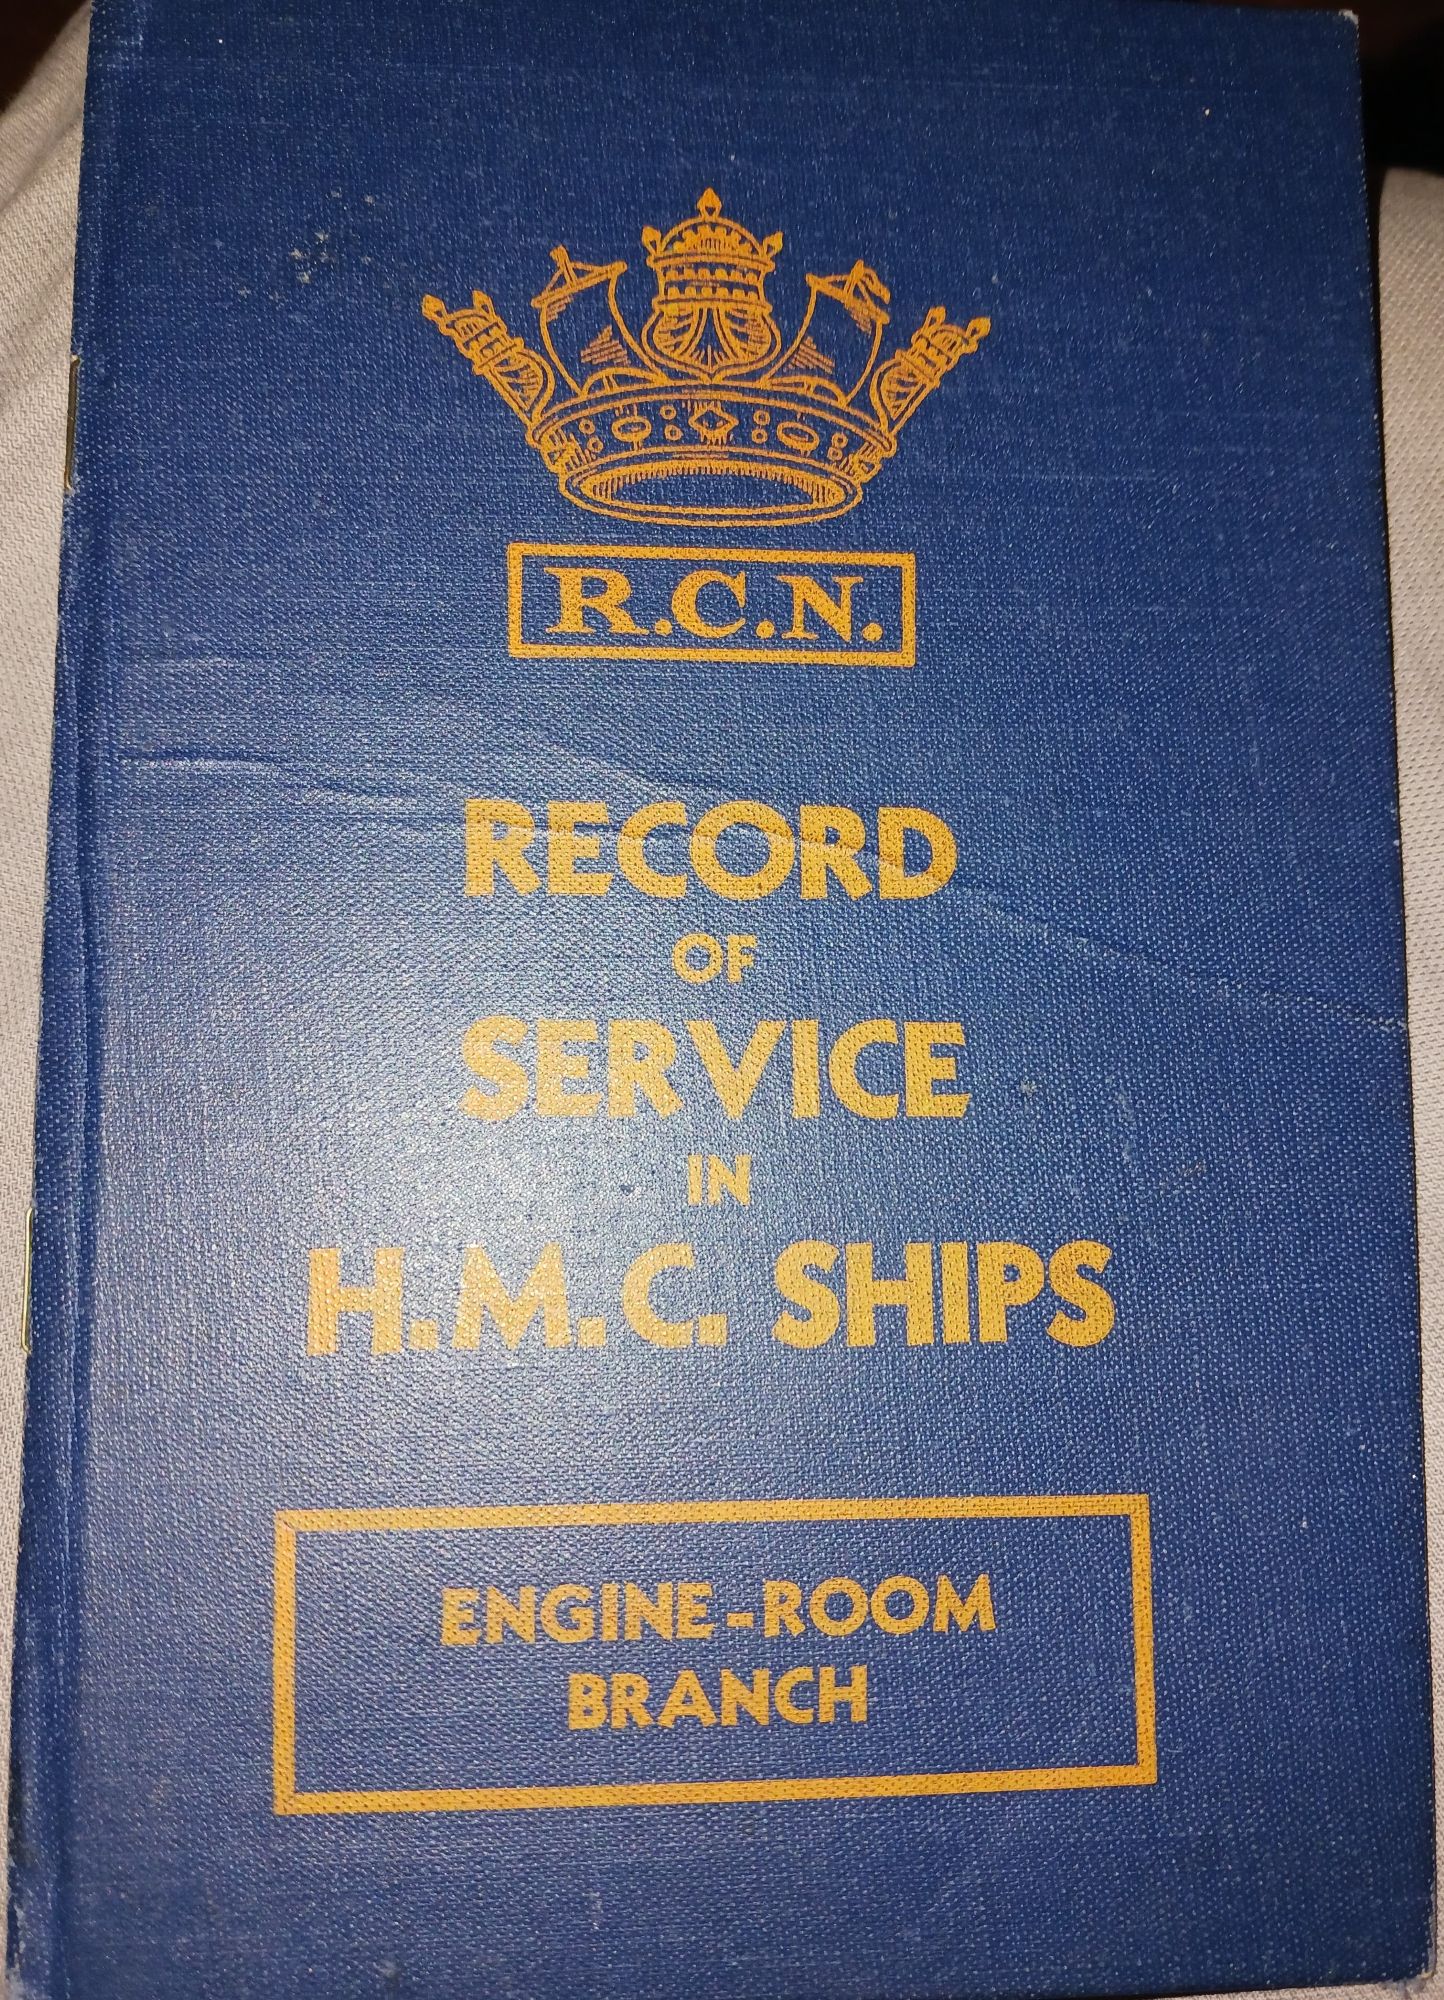 R.C.N.
RECORD
OF
SERVICE
IN
H.M.C. SHIPS
ENGINE-ROOM
BRANCH